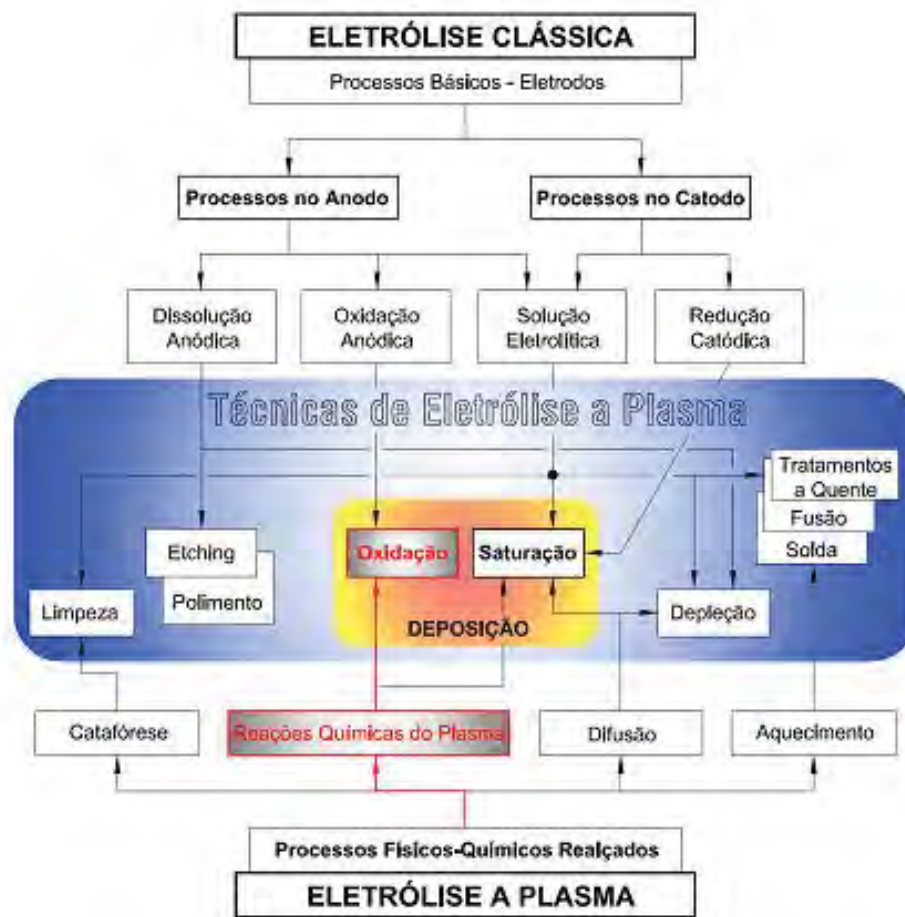 ELETRÓLISE CLÁSSICA
Processos Básicos - Eletrodos
Processos no Anodo
Processos no Catodo
Dissolução
Anódica
Oxidação
Anódica
Solução
Eletrolítica
Redução
Catódica
Técnicas de Eletrólise a Plasma
Tratamentos
a Quente
Fusão
Solda
Etching
Polimento
Oxidação
Saturação
Limpeza
Depleção
DEPOSIÇÃO
Catafórese
Reações Químicas do Plasma
Difusão
Aquecimento
Processos Físicos-Químicos Realçados
ELETRÓLISE A PLASMA